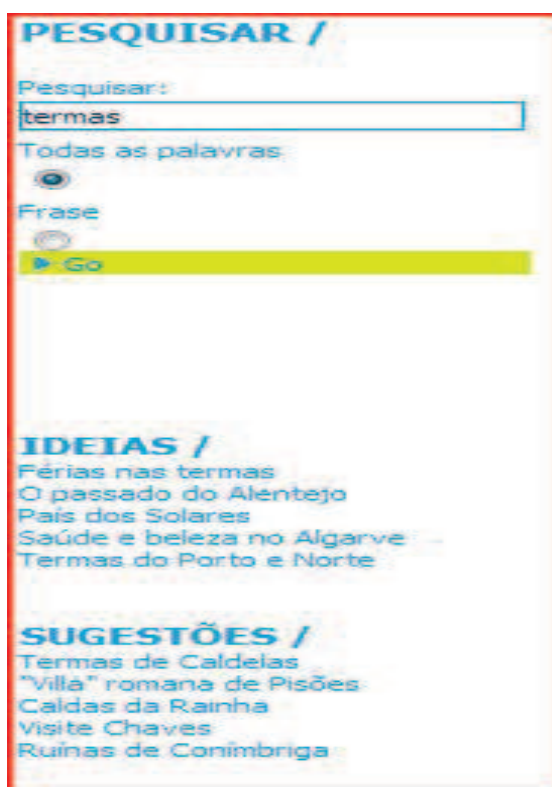 PESQUISAR /
Pesquisar:
termas
Todas as palavras
Frase
Go
IDEIAS /
Férias nas termas
O passado do Alentejo
País dos Solares
Saúde e beleza no Algarve
Termas do Porto e Norte
SUGESTÕES /
Termas de Caldelas
"Villa" romana de Pisões
Caldas da Rainha
Visite Chaves
Ruínas de Conímbriga